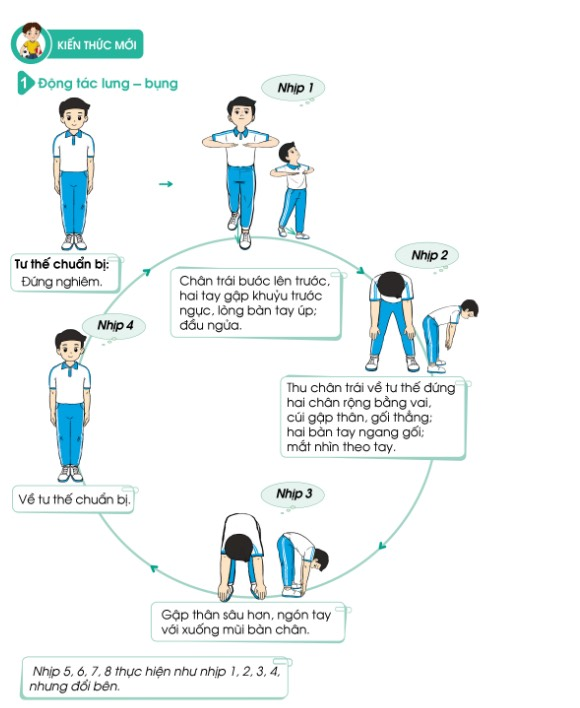 KIẾN THỨC MỚI
1 Động tác lưng – bụng
Nhịp 1
Tư thế chuẩn bị:
Đứng nghiêm.
Chân trái bước lên trước,
hai tay gập khuỷu trước
ngực, lòng bàn tay úp;
đầu ngửa.
Nhịp 2
Thu chân trái về tư thế đứng
hai chân rộng bằng vai,
cúi gập thân, gối thẳng;
hai bàn tay ngang gối;
mắt nhìn theo tay.
Nhịp 3
Gập thân sâu hơn, ngón tay
với xuống mũi bàn chân.
Nhịp 4
Về tư thế chuẩn bị.
Nhịp 5, 6, 7, 8 thực hiện như nhịp 1, 2, 3, 4,
nhưng đổi bên.